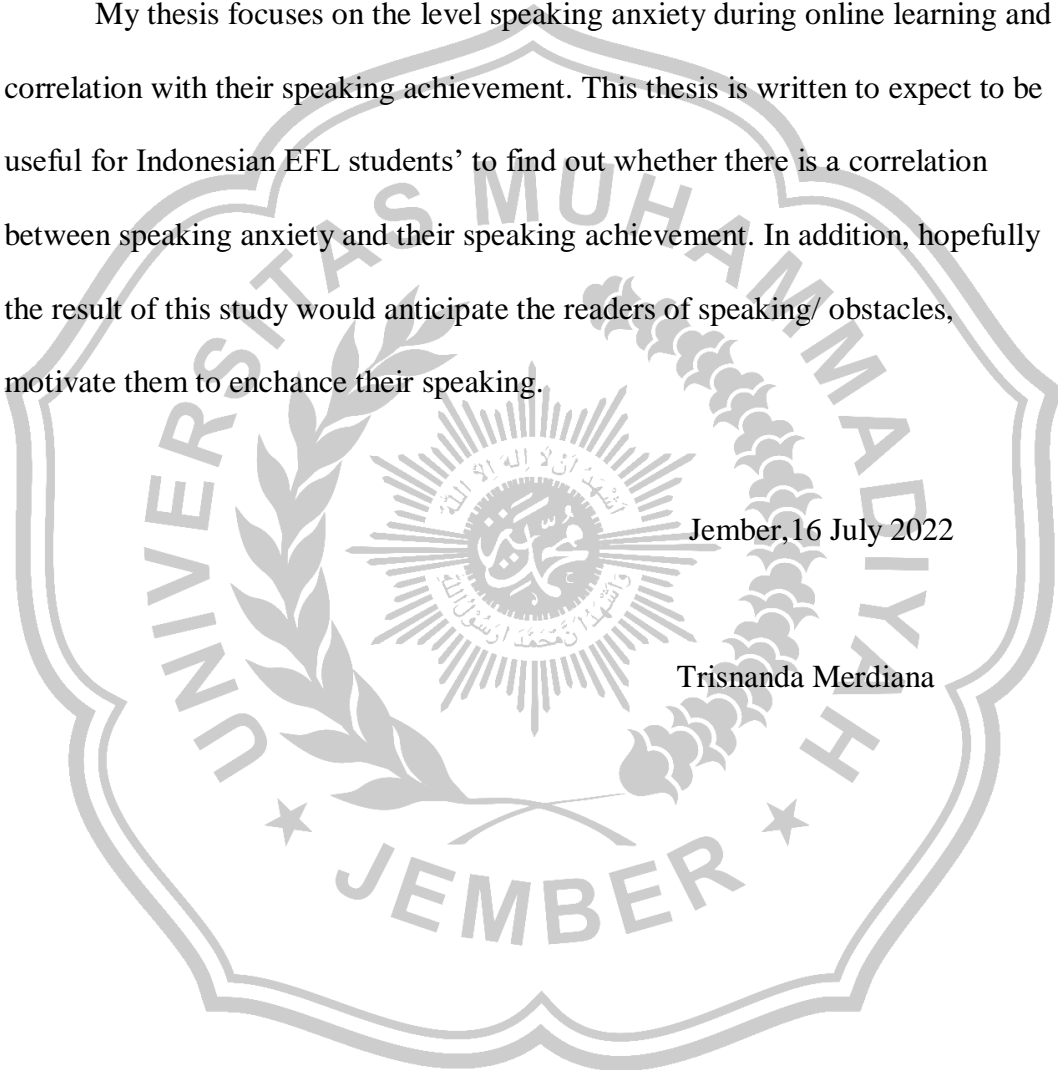 My thesis focuses on the level speaking anxiety during online learning and
correlation with their speaking achievement. This thesis is written to expect to be
useful for Indonesian EFL students’ to find out whether there is a correlation
between speaking anxiety and their speaking achievement. In addition, hopefully
the result of this study would anticipate the readers of speaking/ obstacles,
motivate them to enchance their speaking.
Jember,16 July 2022
Trisnanda Merdiana
UNIVERSITAS MUHAMMADIYAH
JEMBER